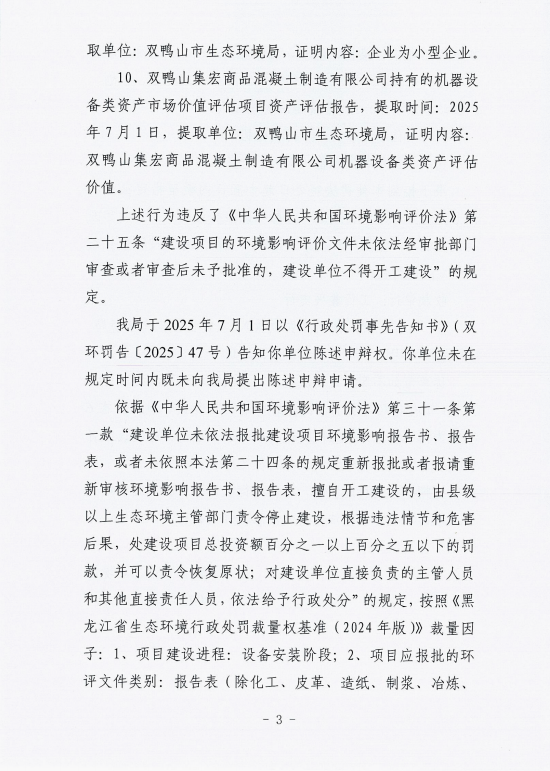 取单位：双鸭山市生态环境局，证明内容：企业为小型企业。
10、双鸭山集宏商品混凝土制造有限公司持有的机器设
备类资产市场价值评估项目资产评估报告，提取时间：2025
年7月1日，提取单位：双鸭山市生态环境局，证明内容：
双鸭山集宏商品混凝土制造有限公司机器设备类资产评估
价值。
上述行为违反了《中华人民共和国环境影响评价法》第
二十五条“建设项目的环境影响评价文件未依法经审批部门
审查或者审查后未予批准的，建设单位不得开工建设”的规
定。
我局于2025年7月1日以《行政处罚事先告知书》（双
环罚告〔2025〕47号）告知你单位陈述申辩权。你单位未在
规定时间内既未向我局提出陈述申辩申请。
依据《中华人民共和国环境影响评价法》第三十一条第
一款“建设单位未依法报批建设项目环境影响报告书、报告
表，或者未依照本法第二十四条的规定重新报批或者报请重
新审核环境影响报告书、报告表，擅自开工建设的，由县级
以上生态环境主管部门责令停止建设，根据违法情节和危害
后果，处建设项目总投资额百分之一以上百分之五以下的罚
款，并可以责令恢复原状；对建设单位直接负责的主管人员
和其他直接责任人员，依法给予行政处分”的规定，按照《黑
龙江省生态环境行政处罚裁量权基准（2024年版）》裁量因
子：1、项目建设进程：设备安装阶段；2、项目应报批的环
评文件类别：报告表（除化工、皮革、造纸、制浆、冶炼、
- 3 -